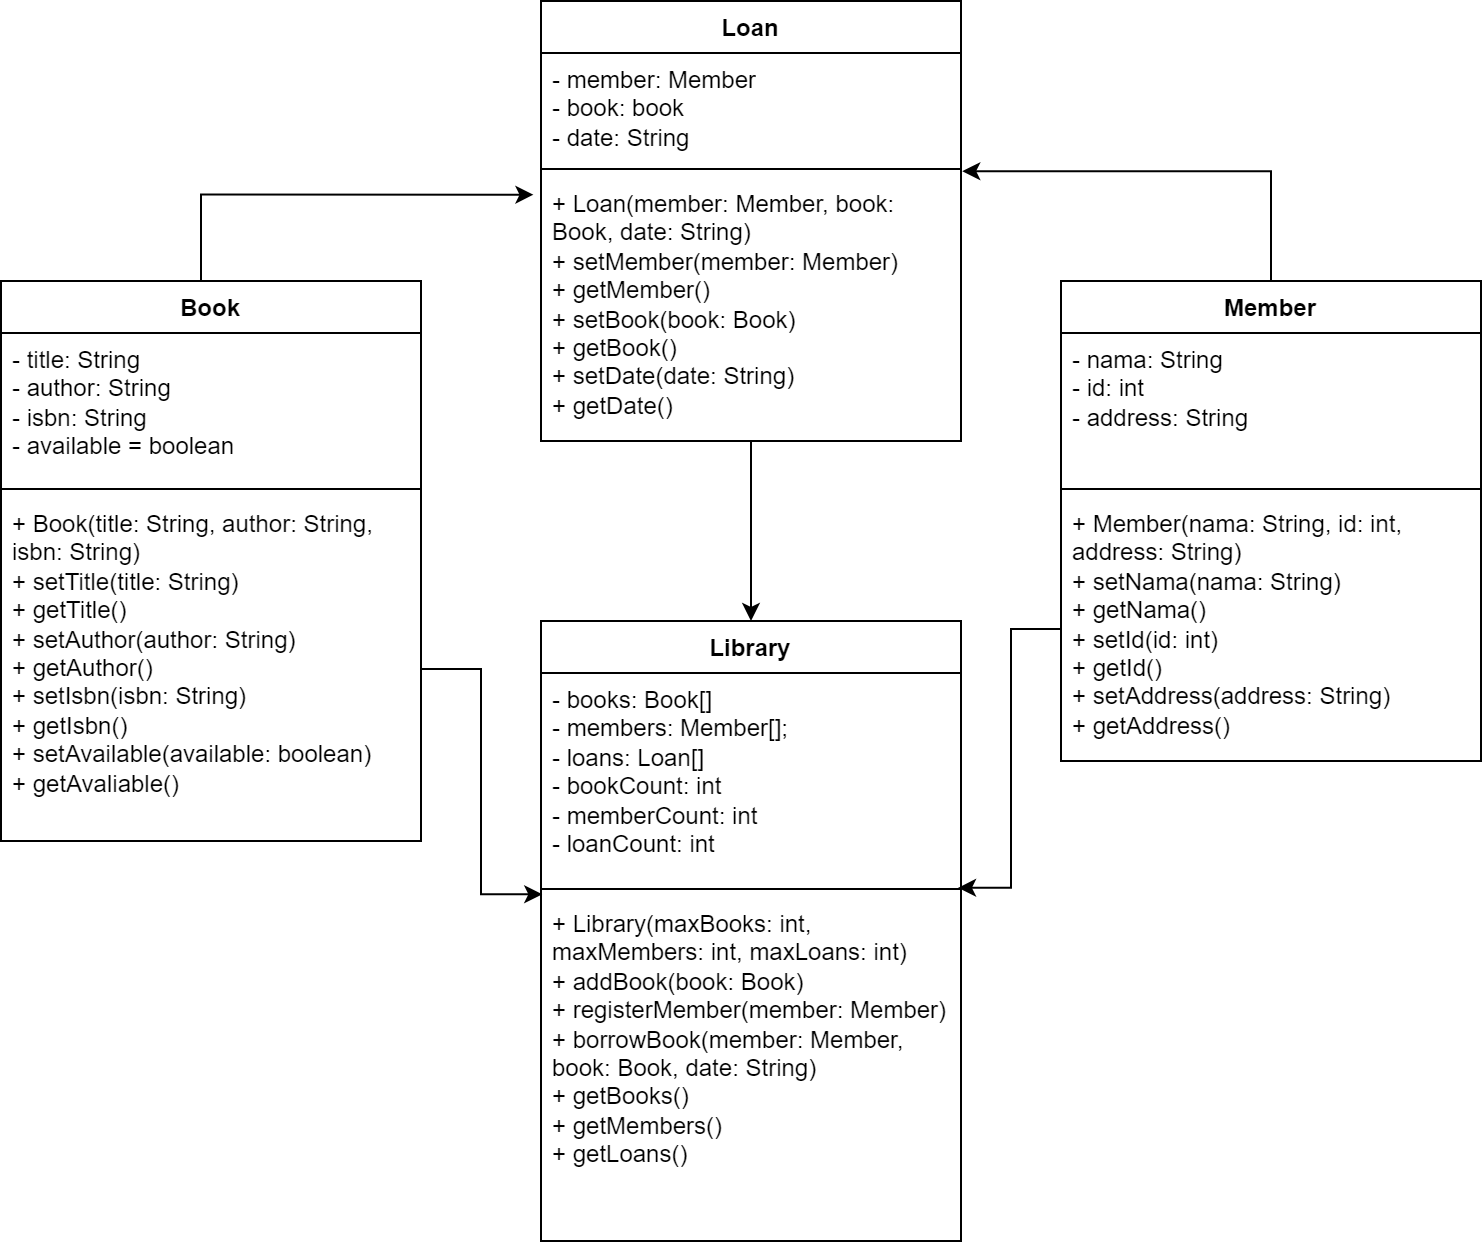 Loan
- member: Member
- book: book
- date: String
+ Loan(member: Member, book:
Book, date: String)
+ setMember(member: Member)
+ getMember()
+ setBook(book: Book)
+ getBook()
+ setDate(date: String)
+ getDate()
Book
- title: String
- author: String
- isbn: String
- available = boolean
+ Book(title: String, author: String,
isbn: String)
+ setTitle(title: String)
+ getTitle()
+ setAuthor(author: String)
+ getAuthor()
+ setIsbn(isbn: String)
+ getIsbn()
+ setAvailable(available: boolean)
+ getAvaliable()
Member
- nama: String
- id: int
- address: String
+ Member(nama: String, id: int,
address: String)
+ setNama(nama: String)
+ getNama()
+ setId(id: int)
+ getId()
+ setAddress(address: String)
+ getAddress()
Library
- books: Book[]
- members: Member[];
- loans: Loan[]
- bookCount: int
- memberCount: int
- loanCount: int
+ Library(maxBooks: int,
maxMembers: int, maxLoans: int)
+ addBook(book: Book)
+ registerMember(member: Member)
+ borrowBook(member: Member,
book: Book, date: String)
+ getBooks()
+ getMembers()
+ getLoans()